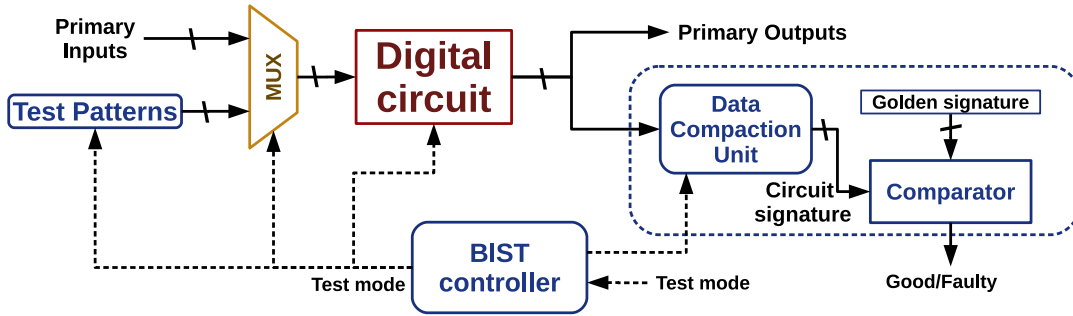 Primary
Inputs
Test Patterns
MUX
Digital
circuit
Primary Outputs
Data
Compaction
Unit
Golden signature
Circuit
signature
Comparator
BIST
controller
Test mode
Test mode
Good/Faulty